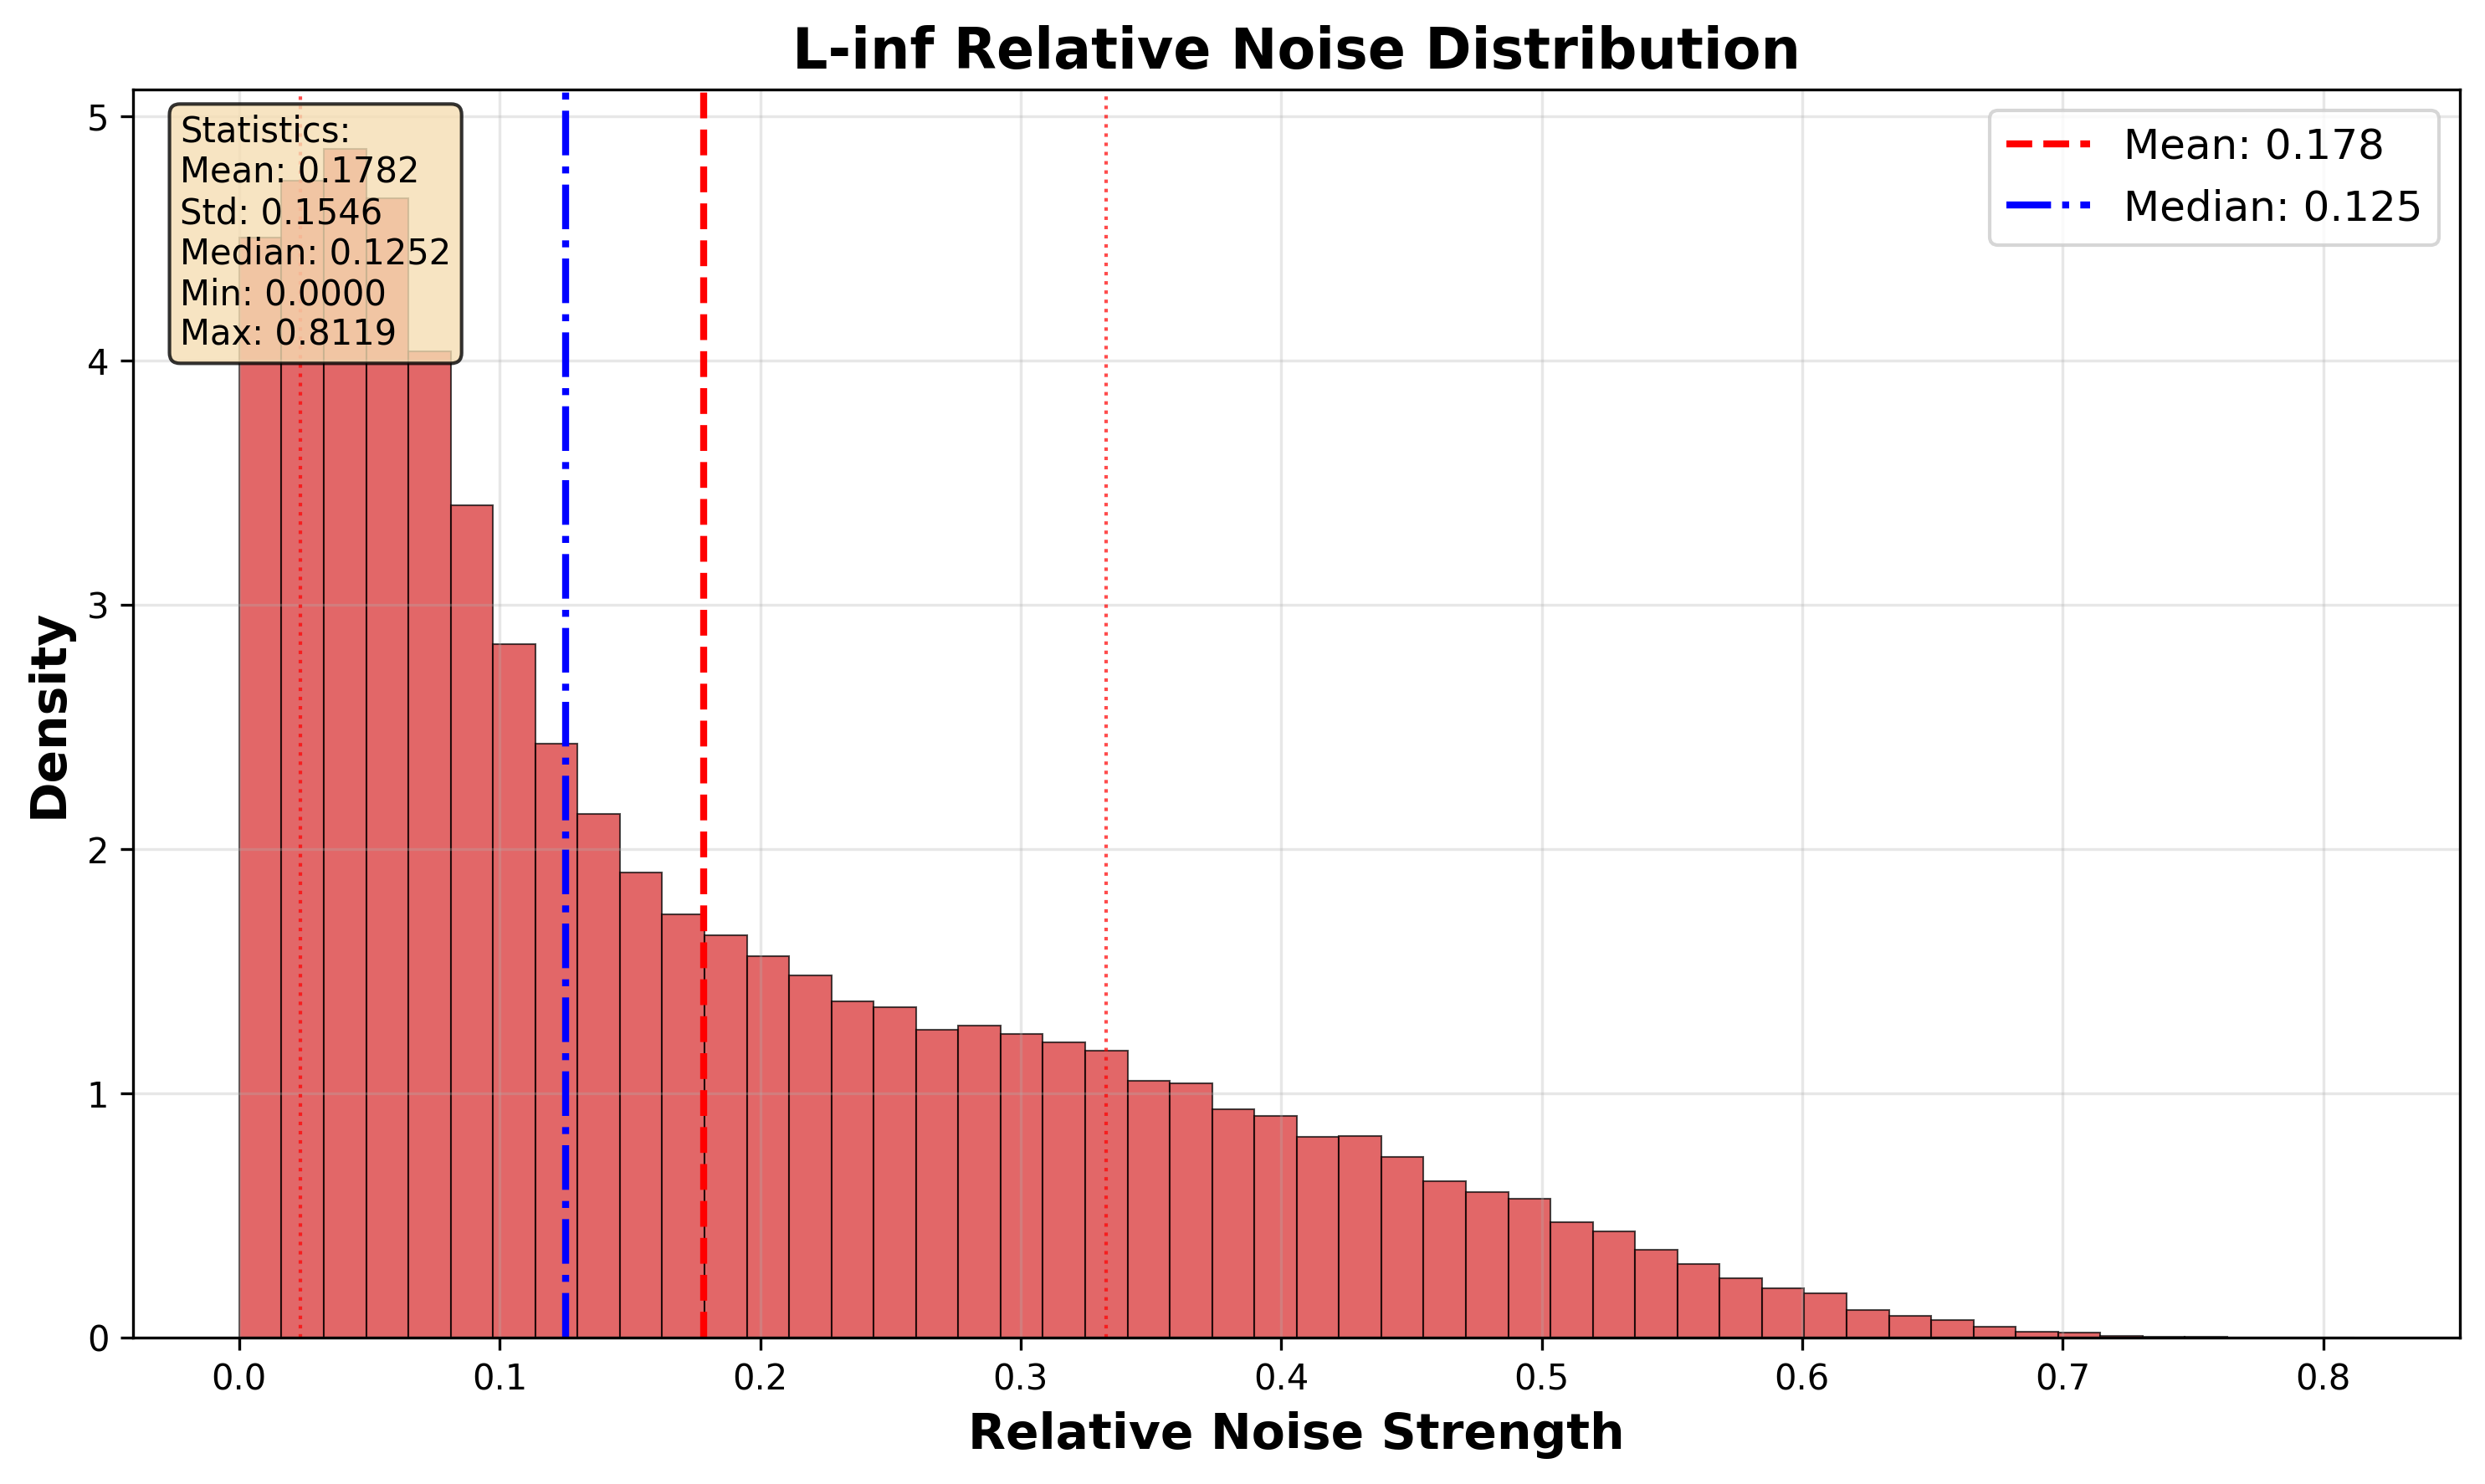 L-inf Relative Noise Distribution
Statistics:
Mean: 0.1782
Std: 0.1546
Median: 0.1252
Min: 0.0000
Max: 0.8119
Mean: 0.178
Median: 0.125
Density
5
4
3
2
1
0
0.0 0.1 0.2 0.3 0.4 0.5 0.6 0.7 0.8
Relative Noise Strength